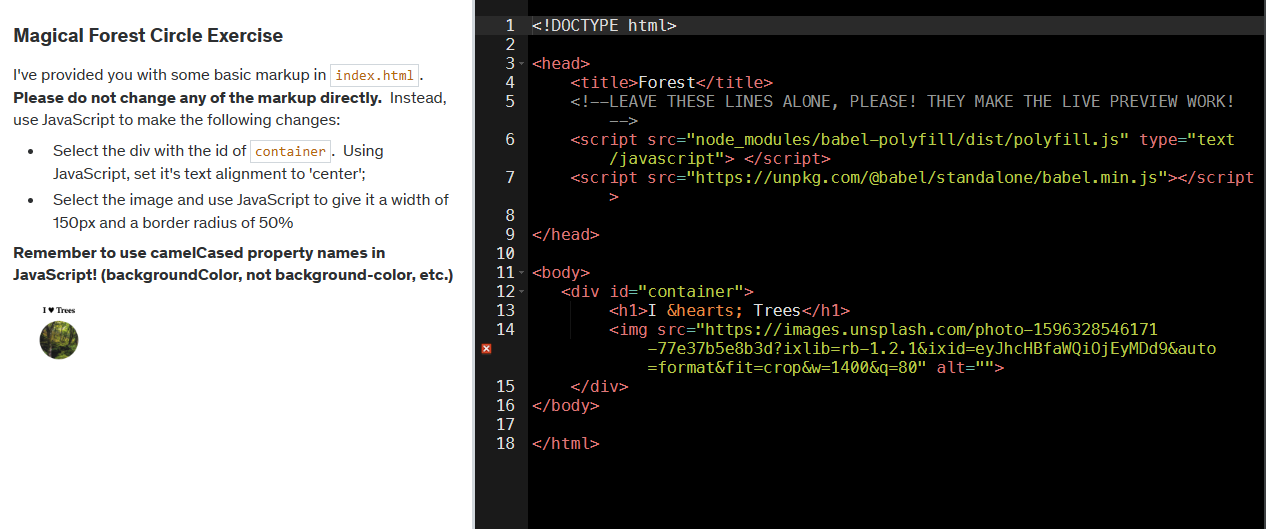 Magical Forest Circle Exercise
I've provided you with some basic markup in index.html.
Please do not change any of the markup directly. Instead,
use JavaScript to make the following changes:
• Select the div with the id of container. Using
JavaScript, set it's text alignment to 'center';
• Select the image and use JavaScript to give it a width of
150px and a border radius of 50%
Remember to use camelCased property names in
JavaScript! (backgroundColor, not background-color, etc.)
I ♥ Trees
1 <!DOCTYPE html>
2
3 <head>
4 <title>Forest</title>
5 <!--LEAVE THESE LINES ALONE, PLEASE! THEY MAKE THE LIVE PREVIEW WORK!
-->
6 <script src="node_modules/babel-polyfill/dist/polyfill.js" type="text
/javascript"> </script>
7 <script src="https://unpkg.com/@babel/standalone/babel.min.js"></script
>
8
9 </head>
10
11 <body>
12 <div id="container">
13 <h1>I &hearts; Trees</h1>
14 <img src="https://images.unsplash.com/photo-1596328546171
-77e37b5e8b3d?ixlib=rb-1.2.1&ixid=eyJhcHBfaWQiOjEyMDd9&auto
=format&fit=crop&w=1400&q=80" alt="">
15 </div>
16 </body>
17
18 </html>